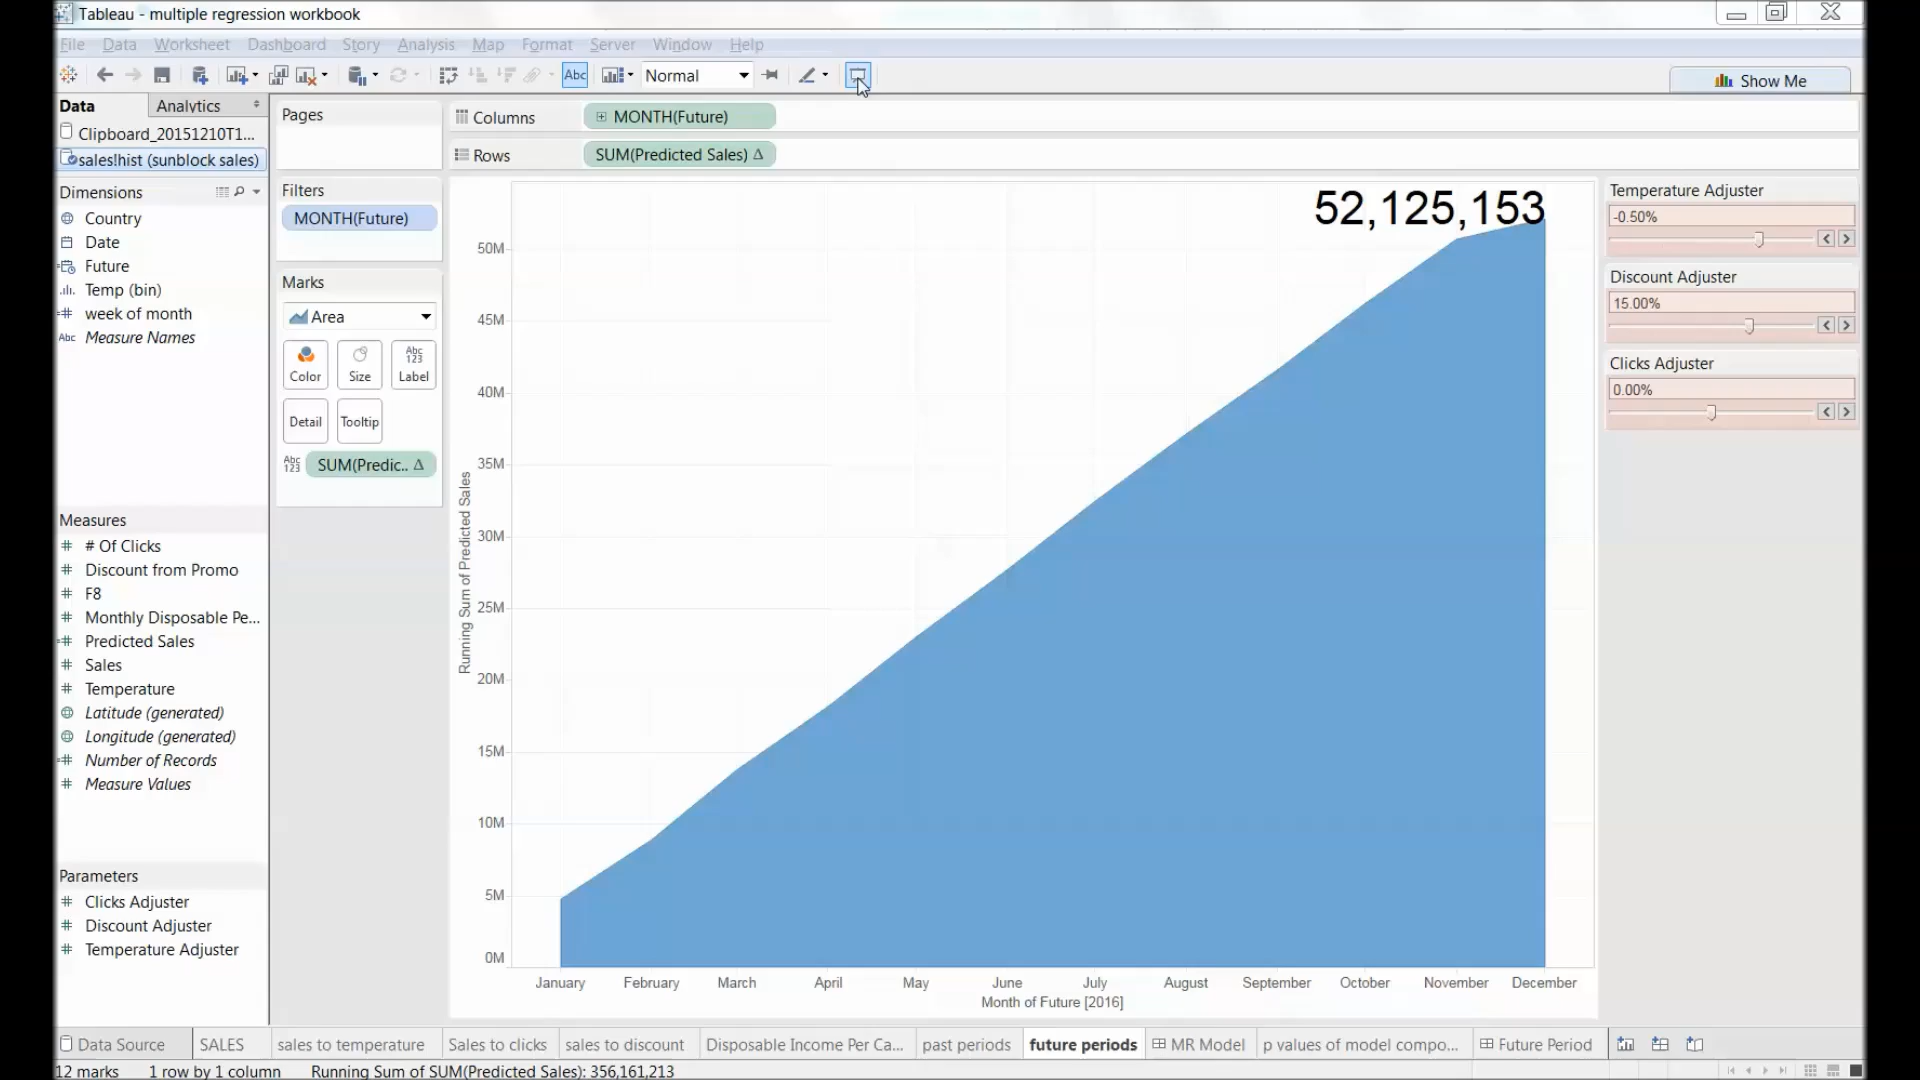 Tableau - multiple regression workbook
File Data Worksheet Dashboard Story Analysis Map Format Server Window Help
Abc Normal Show Me
Data Analytics
Clipboard_20151210T1...
sales!hist (sunblock sales)
Dimensions
Country
Date
Future
Temp (bin)
week of month
Abc Measure Names
Measures
# Of Clicks
Discount from Promo
F8
Monthly Disposable Pe...
Predicted Sales
Sales
Temperature
Latitude (generated)
Longitude (generated)
Number of Records
Measure Values
Parameters
Clicks Adjuster
Discount Adjuster
Temperature Adjuster
Pages
Filters
MONTH(Future)
Marks
Area
Abc
123
Color Size Label
Detail Tooltip
Abc
123
SUM(Predic.. Δ
Columns MONTH(Future)
Rows SUM(Predicted Sales) Δ
52,125,153
50M
45M
40M
35M
30M
25M
20M
15M
10M
5M
0M
Running Sum of Predicted Sales
January February March April May June July August September October November December
Month of Future [2016]
Temperature Adjuster
-0.50%
Discount Adjuster
15.00%
Clicks Adjuster
0.00%
Data Source SALES sales to temperature Sales to clicks sales to discount Disposable Income Per Ca... past periods future periods MR Model p values of model compo... Future Period
12 marks 1 row by 1 column Running Sum of SUM(Predicted Sales): 356,161,213